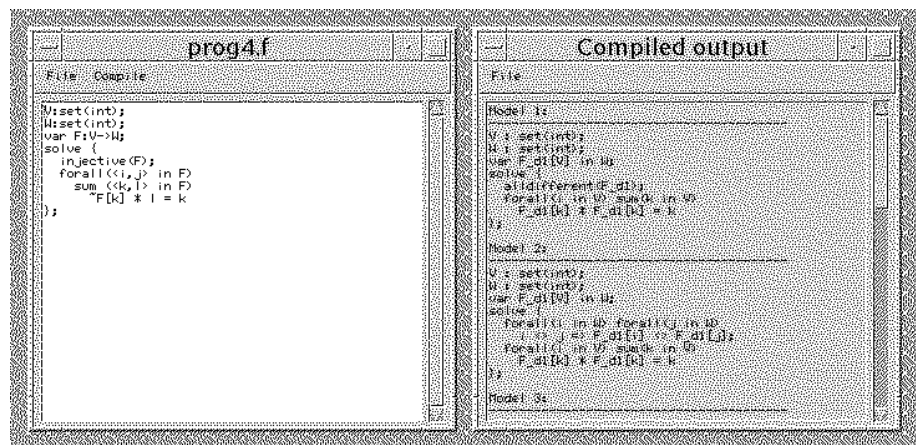 prog4.f
File Compile
V:set(int);
W:set(int);
var F:V->W;
solve {
injective(F);
forall(<i,j> in F)
sum (<k,l> in F)
~F[k] * l = k
};
Compiled output
File
Model 1:
V : set(int);
W : set(int);
var F_d1[V] in W;
solve {
alldifferent(F_d1);
forall(i in V) sum(k in V)
F_d1[k] * F_d1[k] = k
};
Model 2:
V : set(int);
W : set(int);
var F_d1[V] in W;
solve {
forall(i in W) forall(j in W)
j => F_d1[i] <> F_d1[j];
forall(i in V) sum(k in V)
F_d1[k] * F_d1[k] = k
};
Model 3: